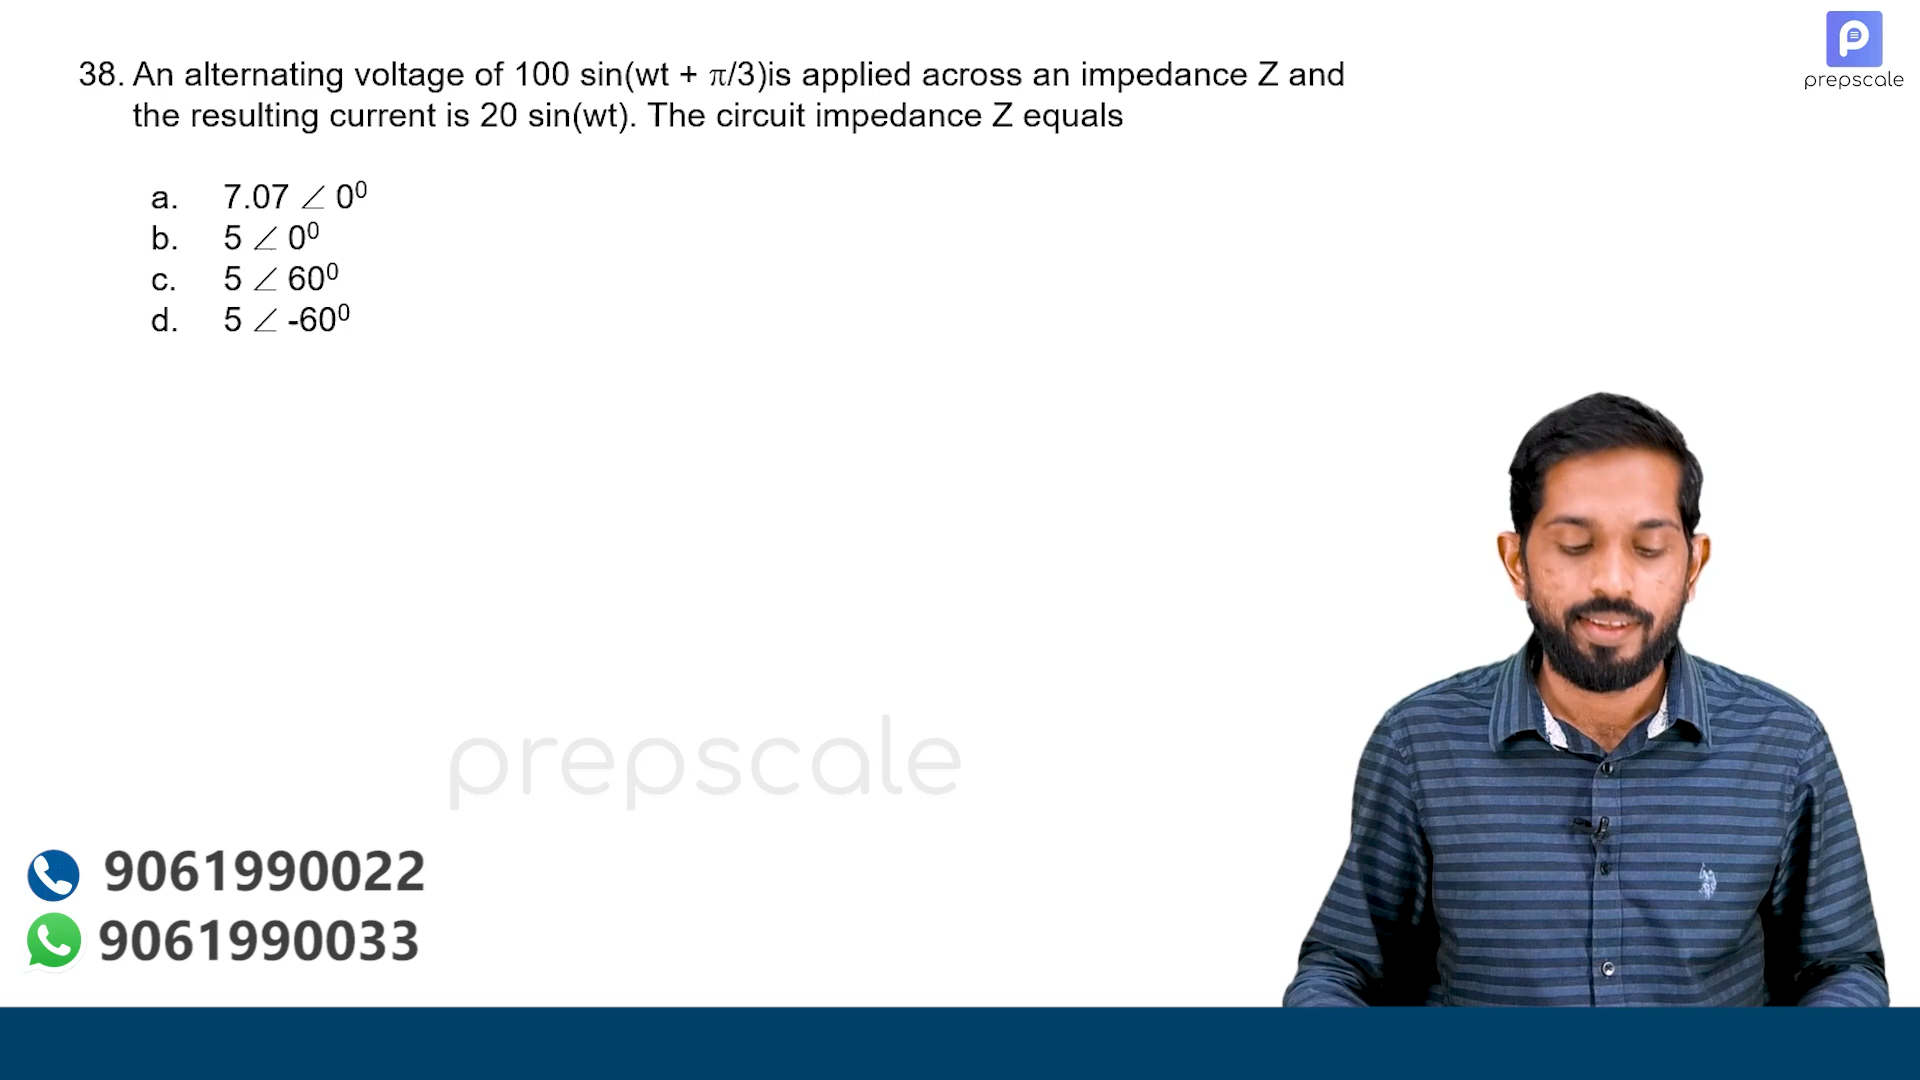 prepscale
38. An alternating voltage of 100 sin(wt + π/3)is applied across an impedance Z and
the resulting current is 20 sin(wt). The circuit impedance Z equals
a. 7.07 ∠ 0⁰
b. 5 ∠ 0⁰
c. 5 ∠ 60⁰
d. 5 ∠ -60⁰
prepscale
9061990022
9061990033